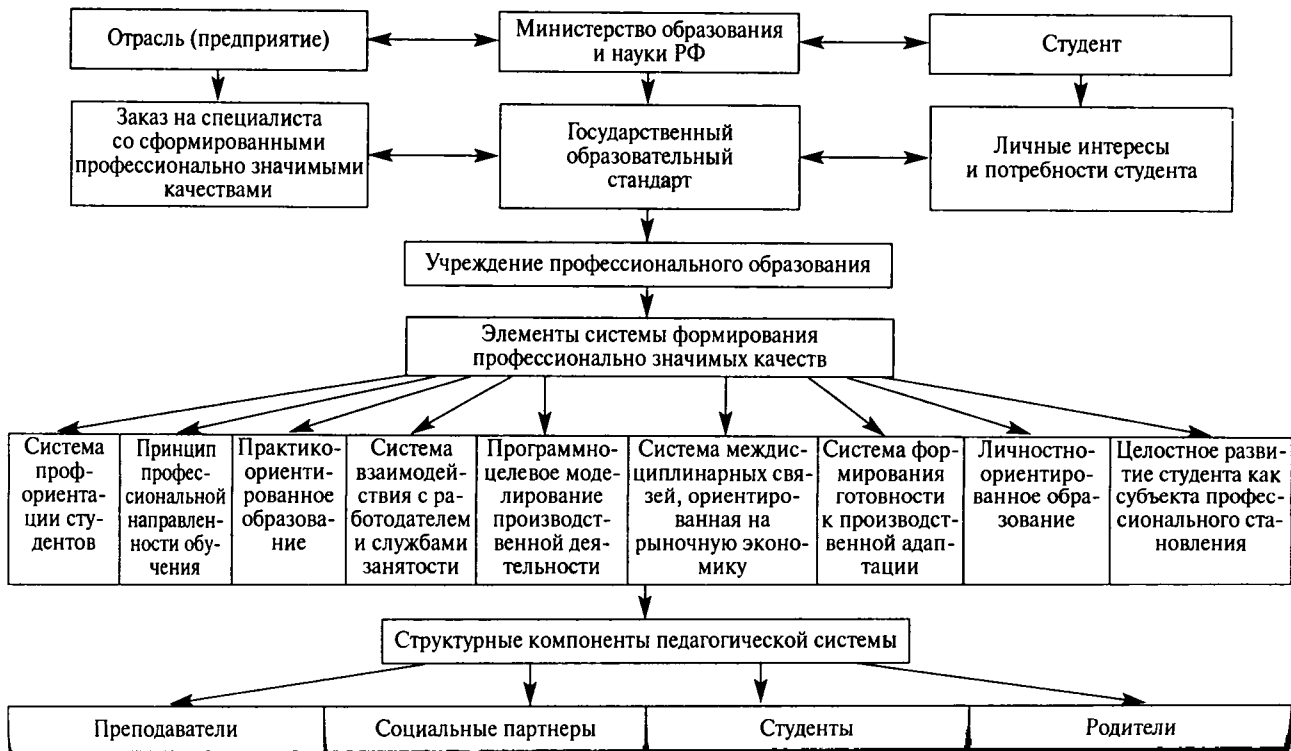 Отрасль (предприятие)
Министерство образования
и науки РФ
Студент
Заказ на специалиста
со сформированными
профессионально значимыми
качествами
Государственный
образовательный
стандарт
Личные интересы
и потребности студента
Учреждение профессионального образования
Элементы системы формирования
профессионально значимых качеств
Система
проф-
ориента-
ции сту-
дентов
Принцип
профес-
сиональной
направлен-
ности обу-
чения
Практико-
ориенти-
рованное
образова-
ние
Система
взаимодей-
ствия с ра-
ботодателем
и службами
занятости
Программно-
целевое моде-
лирование
производст-
венной дея-
тельности
Система междис-
циплинарных свя-
зей, ориентиро-
ванная на
рыночную эконо-
мику
Система фор-
мирования
готовности
к производст-
венной адап-
тации
Личностно-
ориентиро-
ванное обра-
зование
Целостное разви-
тие студента как
субъекта профес-
сионального ста-
новления
Структурные компоненты педагогической системы
Преподаватели
Социальные партнеры
Студенты
Родители